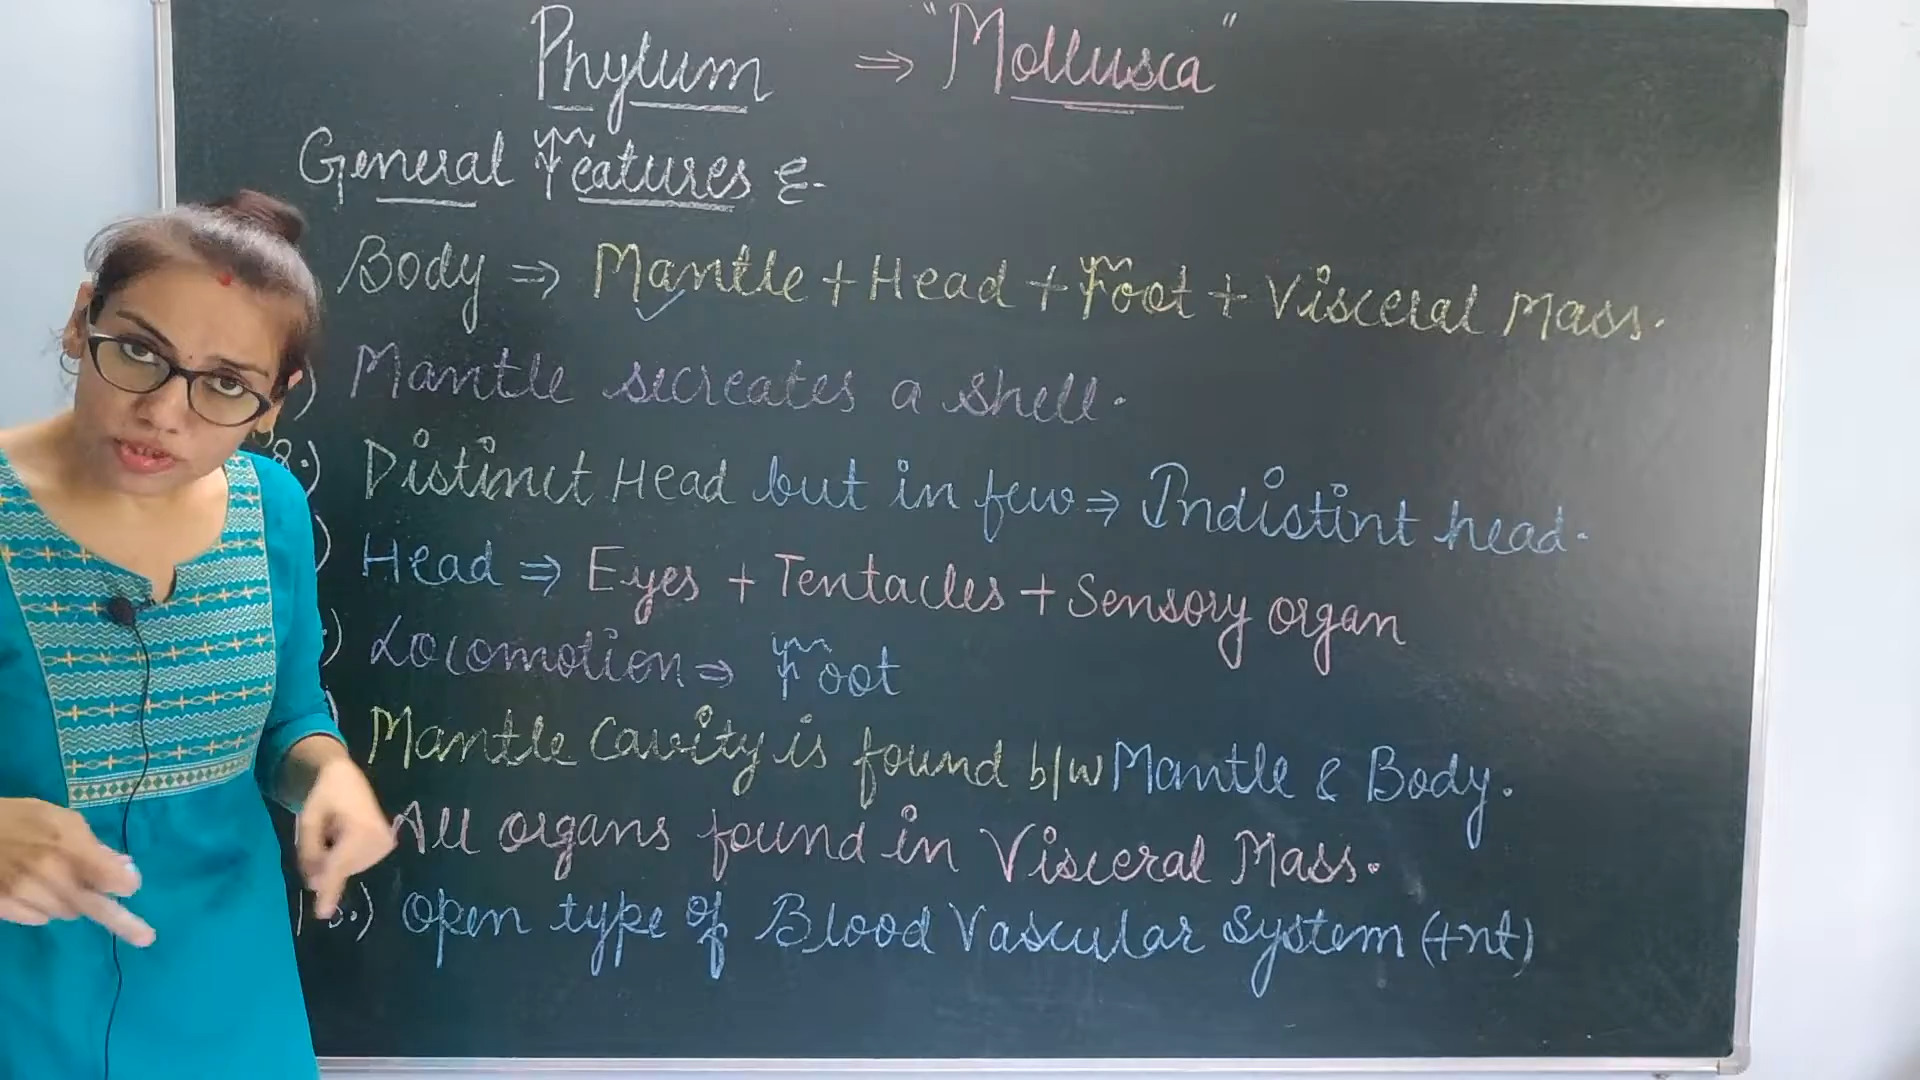 Phylum ⇒ "Mollusca"
General Features :-
Body ⇒ Mantle + Head + Foot + Visceral Mass.
) Mantle secreates a shell.
8.) Distinct Head but in few ⇒ Indistint head.
) Head ⇒ Eyes + Tentacles + Sensory organ
) Locomotion ⇒ Foot
Mantle Cavity is found b/w Mantle & Body.
All organs found in Visceral Mass.
13.) Open type of Blood Vascular System (+nt)